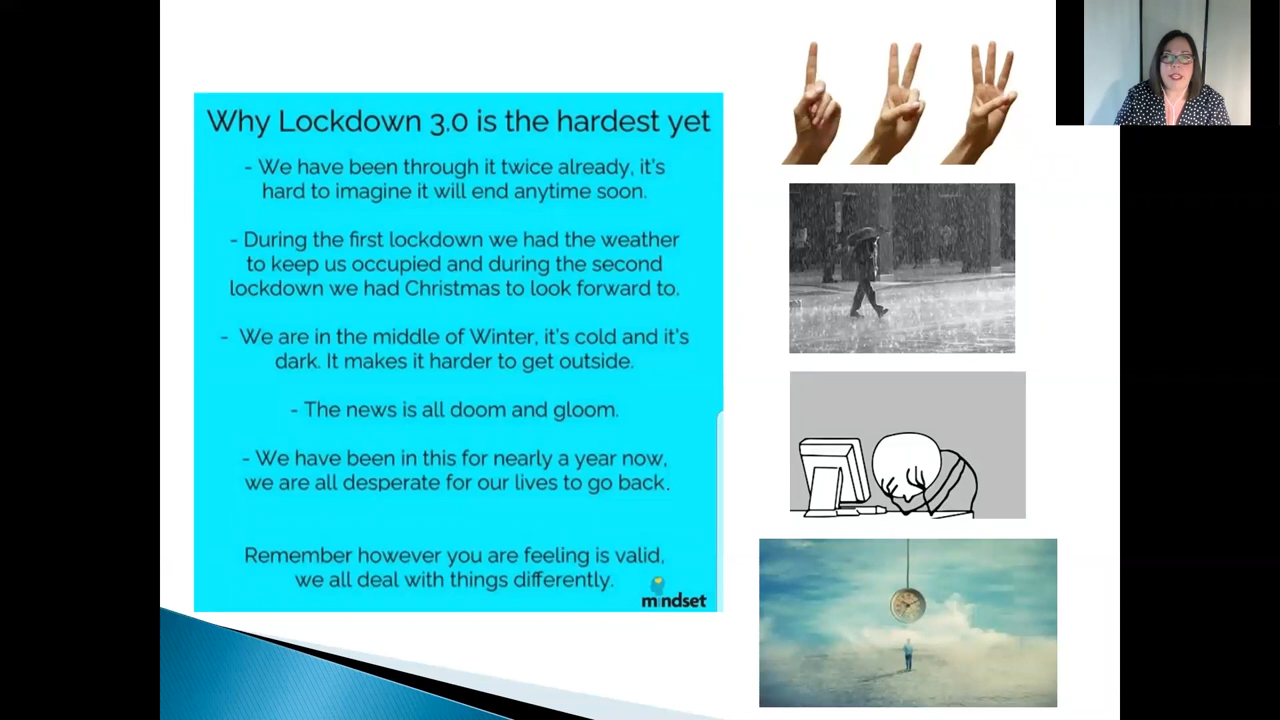 Why Lockdown 3.0 is the hardest yet
- We have been through it twice already, it's
hard to imagine it will end anytime soon.
- During the first lockdown we had the weather
to keep us occupied and during the second
lockdown we had Christmas to look forward to.
- We are in the middle of Winter, it's cold and it's
dark. It makes it harder to get outside.
- The news is all doom and gloom.
- We have been in this for nearly a year now,
we are all desperate for our lives to go back.
Remember however you are feeling is valid,
we all deal with things differently.
mindset